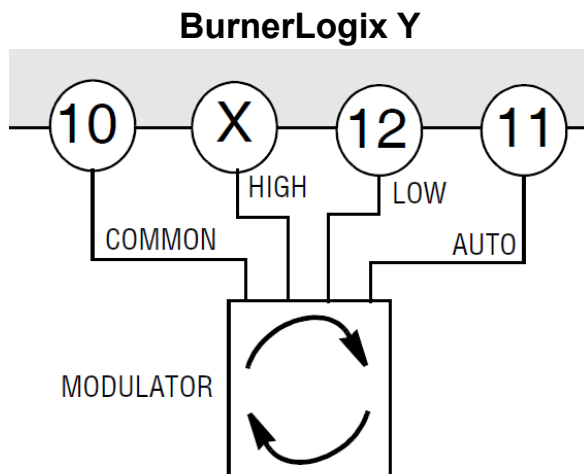 BurnerLogix Y
10 X 12 11
HIGH LOW
COMMON AUTO
MODULATOR